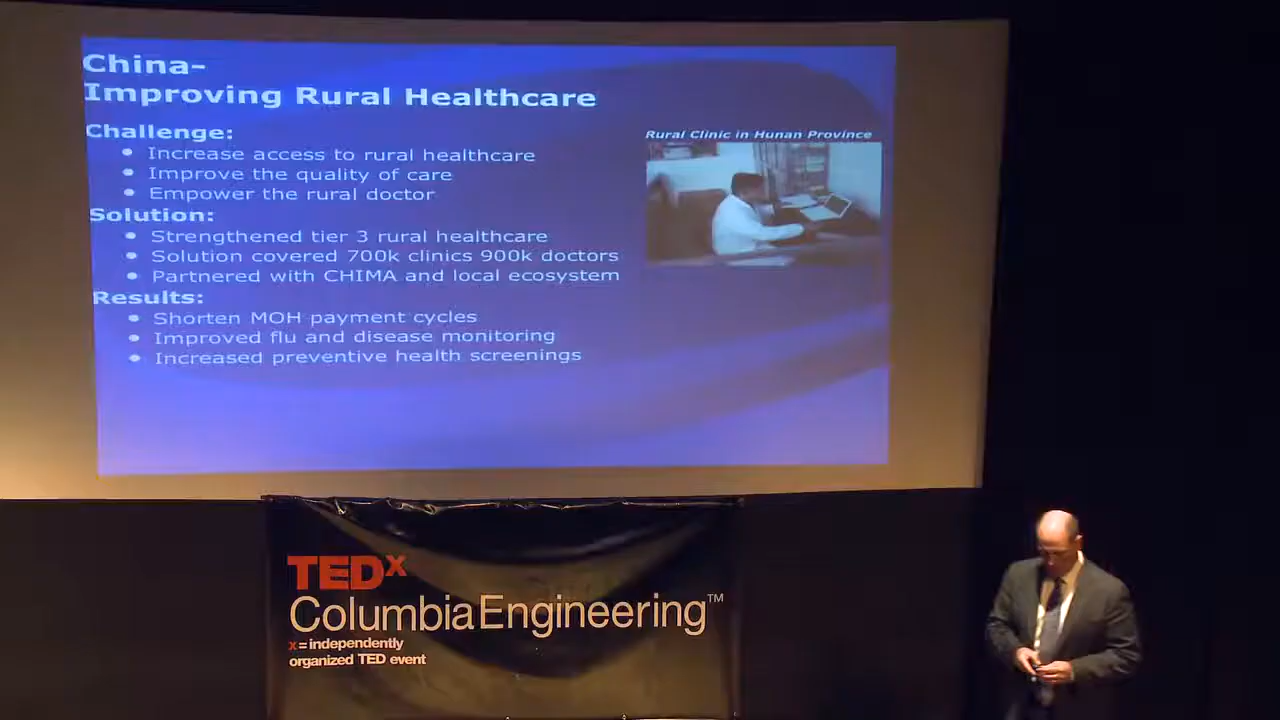 China-
Improving Rural Healthcare
Challenge:
• Increase access to rural healthcare
• Improve the quality of care
• Empower the rural doctor
Solution:
• Strengthened tier 3 rural healthcare
• Solution covered 700k clinics 900k doctors
• Partnered with CHIMA and local ecosystem
Results:
• Shorten MOH payment cycles
• Improved flu and disease monitoring
• Increased preventive health screenings
Rural Clinic in Hunan Province
TEDx
ColumbiaEngineering™
x=independently
organized TED event